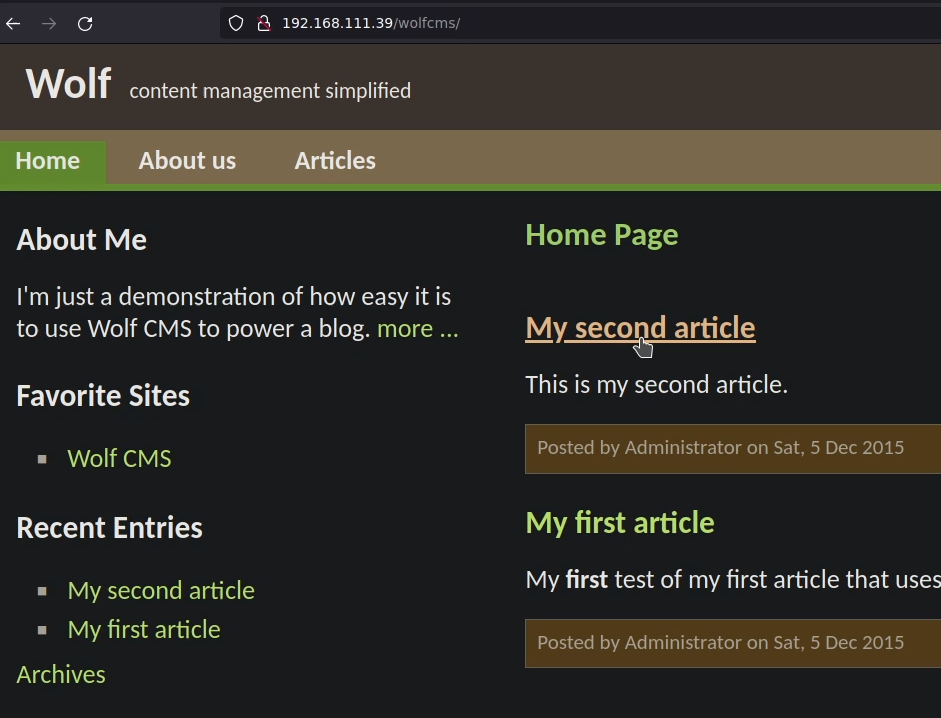 192.168.111.39/wolfcms/
Wolf content management simplified
Home About us Articles
About Me
I'm just a demonstration of how easy it is
to use Wolf CMS to power a blog. more ...
Favorite Sites
Wolf CMS
Recent Entries
My second article
My first article
Archives
Home Page
My second article
This is my second article.
Posted by Administrator on Sat, 5 Dec 2015
My first article
My first test of my first article that uses
Posted by Administrator on Sat, 5 Dec 2015